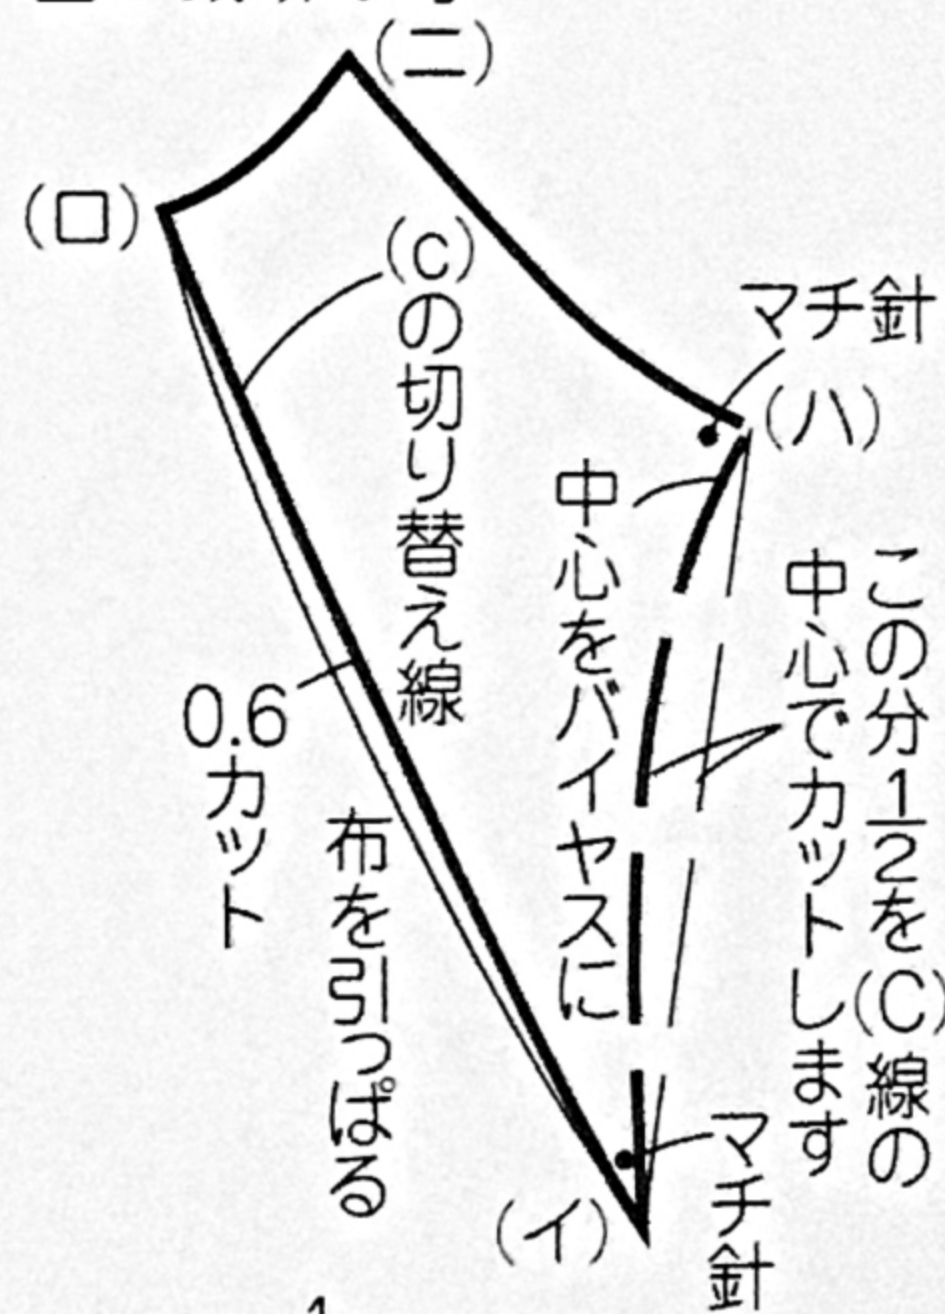 (ニ)
(ロ)
(c)の切り替え線
マチ針
(ハ)
中心をバイヤスに
この分1/2を(C)線の
中心でカットします
0.6
カット
布を引っぱる
マチ針
(イ)